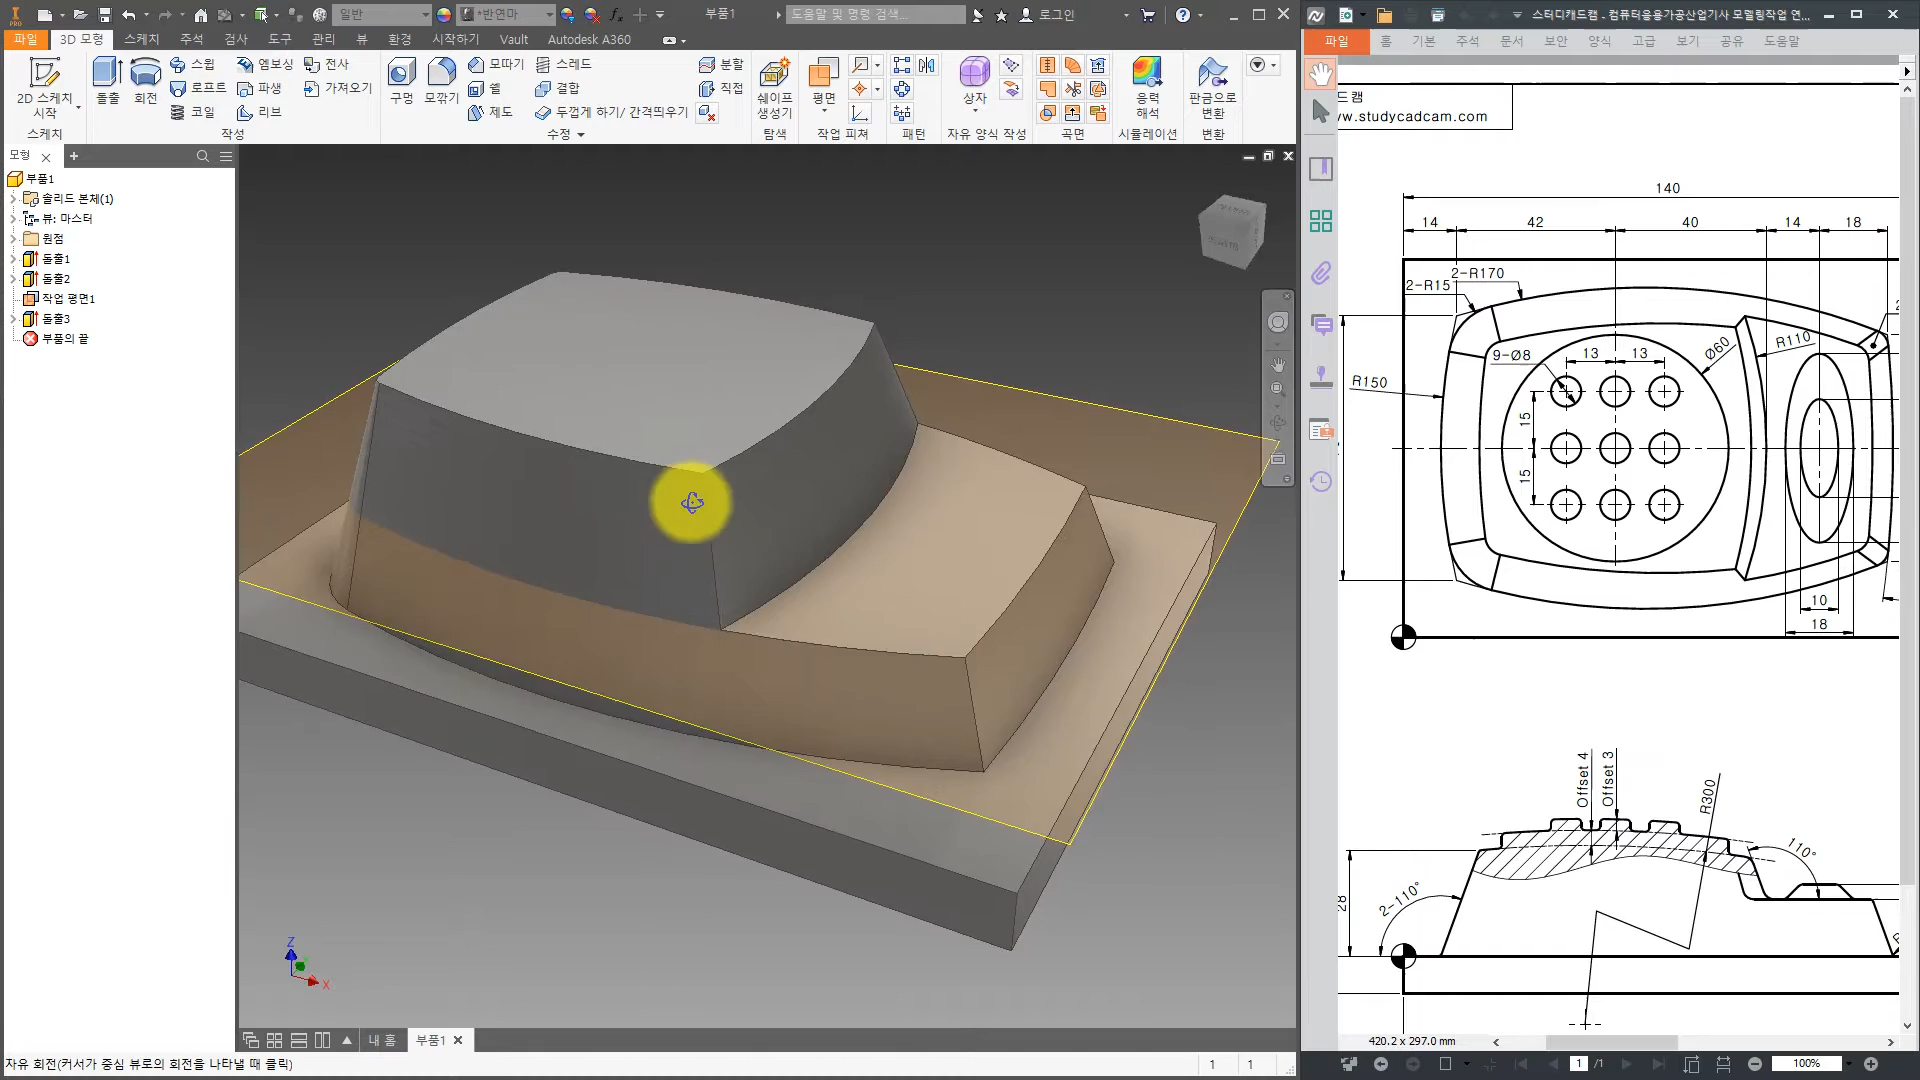 일반
*반연마
부품1
도움말 및 명령 검색...
로그인
스터디캐드캠 - 컴퓨터응용가공산업기사 모델링작업 연...
파일
3D 모형
스케치
주석
검사
도구
관리
뷰
환경
시작하기
Vault
Autodesk A360
파일
홈
기본
주석
문서
보안
양식
고급
보기
공유
도움말
2D 스케치
시작
스케치
돌출
회전
스윕
로프트
코일
엠보싱
파생
리브
전사
가져오기
작성
구멍
모깎기
모따기
쉘
제도
스레드
결합
두껍게 하기/ 간격띄우기
분할
직접
수정
쉐이프
생성기
탐색
평면
작업 피쳐
패턴
상자
자유 양식 작성
곡면
응력
해석
시뮬레이션
판금으로
변환
변환
모형
부품1
솔리드 본체(1)
뷰: 마스터
원점
돌출1
돌출2
작업 평면1
돌출3
부품의 끝
드캠
w.studycadcam.com
140
14
42
40
14
18
2-R170
2-R15
9-Ø8
13
13
Ø60
R110
R150
15
15
10
18
Offset 4
Offset 3
R300
110°
2-110°
28
Z
X
내 홈
부품1
420.2 x 297.0 mm
자유 회전(커서가 중심 뷰로의 회전을 나타낼 때 클릭)
1
1
1
/1
100%